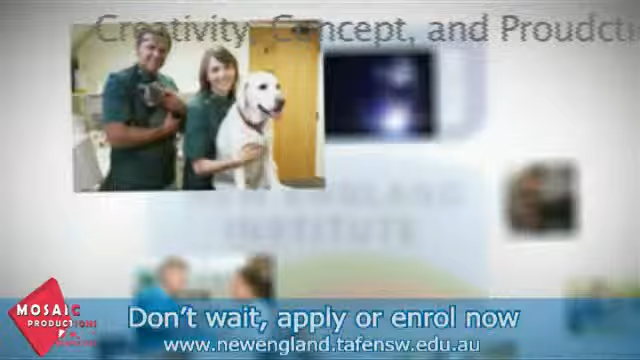 Creativity, Concept, and Proudcti
NEW ENGLAND
INSTITUTE
MOSAIC
PRODUCTIONS
Don't wait, apply or enrol now
www.newengland.tafensw.edu.au